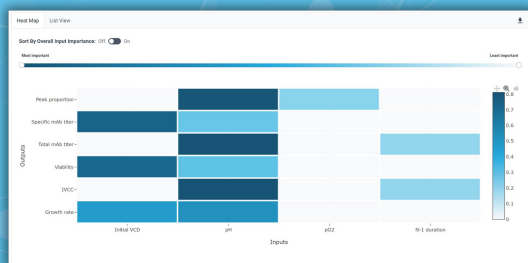 Heat Map List View
Sort By Overall Input Importance: Off On
Most Important Least Important
Peak proportion
Specific mAb titer
Total mAb titer
Viability
IVCC
Growth rate
Outputs
Initial VCD pH pO2 N-1 duration
Inputs
0.8
0.7
0.6
0.5
0.4
0.3
0.2
0.1
0